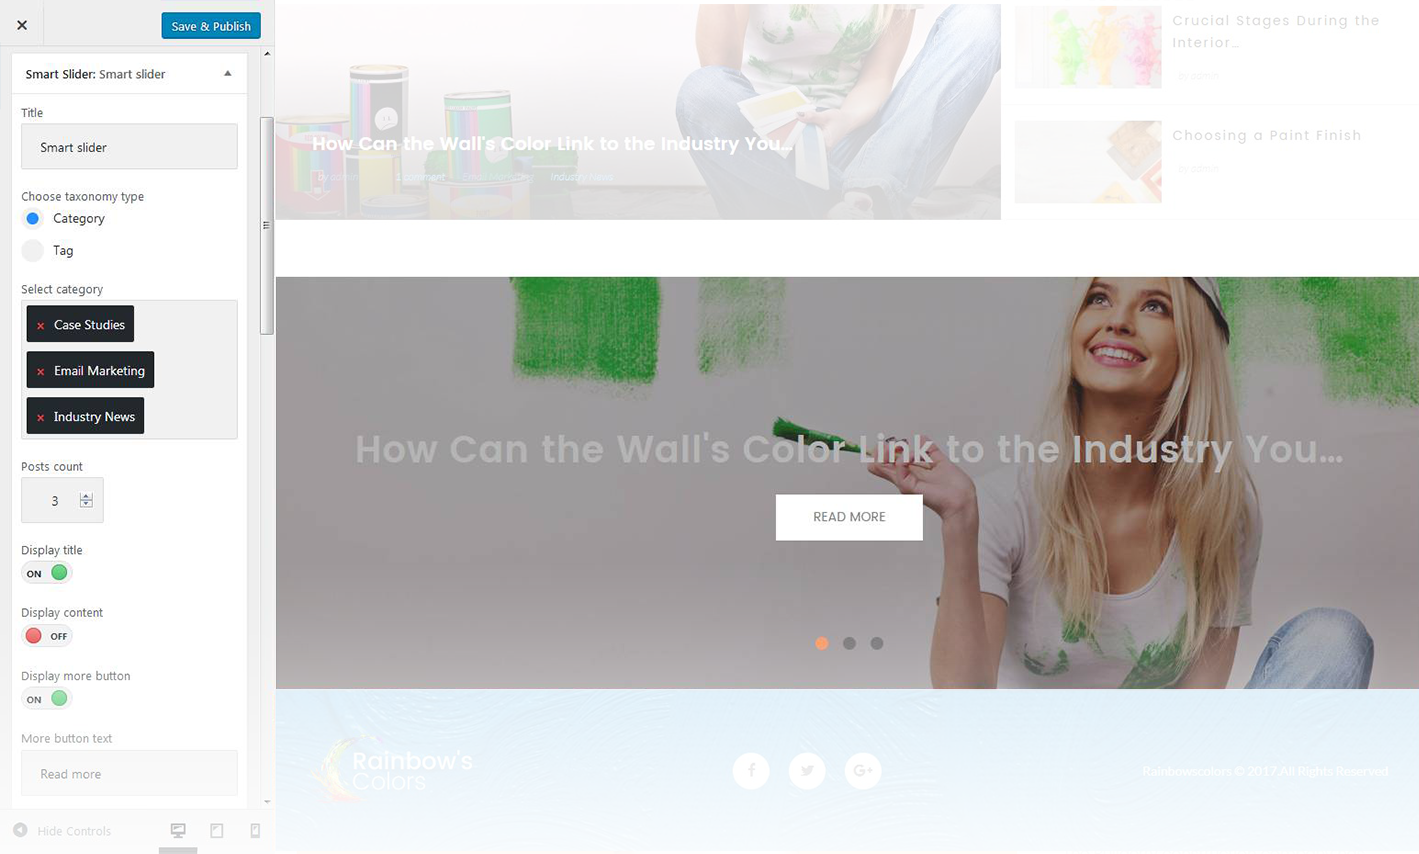 Save & Publish
Smart Slider: Smart slider
Title
Smart slider
Choose taxonomy type
Category
Tag
Select category
× Case Studies
× Email Marketing
× Industry News
Posts count
3
Display title
ON
Display content
OFF
Display more button
ON
More button text
Read more
Hide Controls
How Can the Wall's Color Link to the Industry You...
by admin 1 comment Email Marketing Industry News
Crucial Stages During the
Interior...
by admin
Choosing a Paint Finish
by admin
How Can the Wall's Color Link to the Industry You...
READ MORE
Rainbow's
Colors
f
G+
Rainbowscolors © 2017.All Rights Reserved